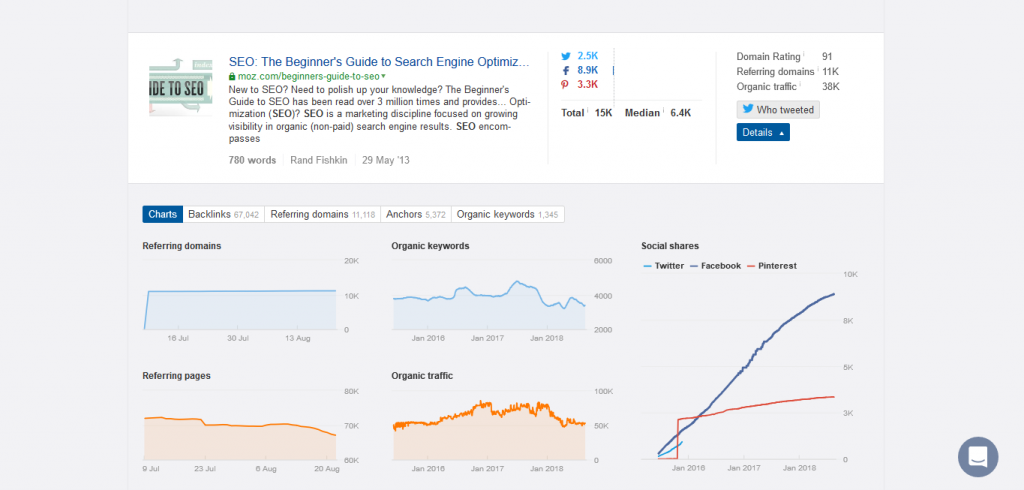 SEO: The Beginner's Guide to Search Engine Optimiz…
moz.com/beginners-guide-to-seo
New to SEO? Need to polish up your knowledge? The Beginner's
Guide to SEO has been read over 3 million times and provides... Opti-
mization (SEO)? SEO is a marketing discipline focused on growing
visibility in organic (non-paid) search engine results. SEO encom-
passes
780 words Rand Fishkin 29 May '13
IDE TO SEO
2.5K
8.9K
3.3K
Total i 15K Median i 6.4K
Domain Rating i 91
Referring domains i 11K
Organic traffic i 38K
Who tweeted
Details
Charts Backlinks 67,042 Referring domains 11,118 Anchors 5,372 Organic keywords 1,345
Referring domains
20K
10K
0
16 Jul 30 Jul 13 Aug
Organic keywords
6000
4000
2000
Jan 2016 Jan 2017 Jan 2018
Social shares
Twitter Facebook Pinterest
10K
8K
5K
3K
0
Jan 2016 Jan 2017 Jan 2018
Referring pages
80K
70K
60K
9 Jul 23 Jul 6 Aug 20 Aug
Organic traffic
100K
50K
0
Jan 2016 Jan 2017 Jan 2018